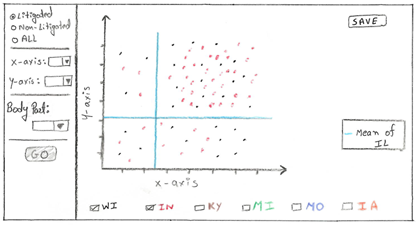 Litigated
Non-Litigated
ALL
x-axis:
y-axis:
Body Part:
GO
y-axis
x-axis
SAVE
Mean of
IL
WI IN KY MI MO IA